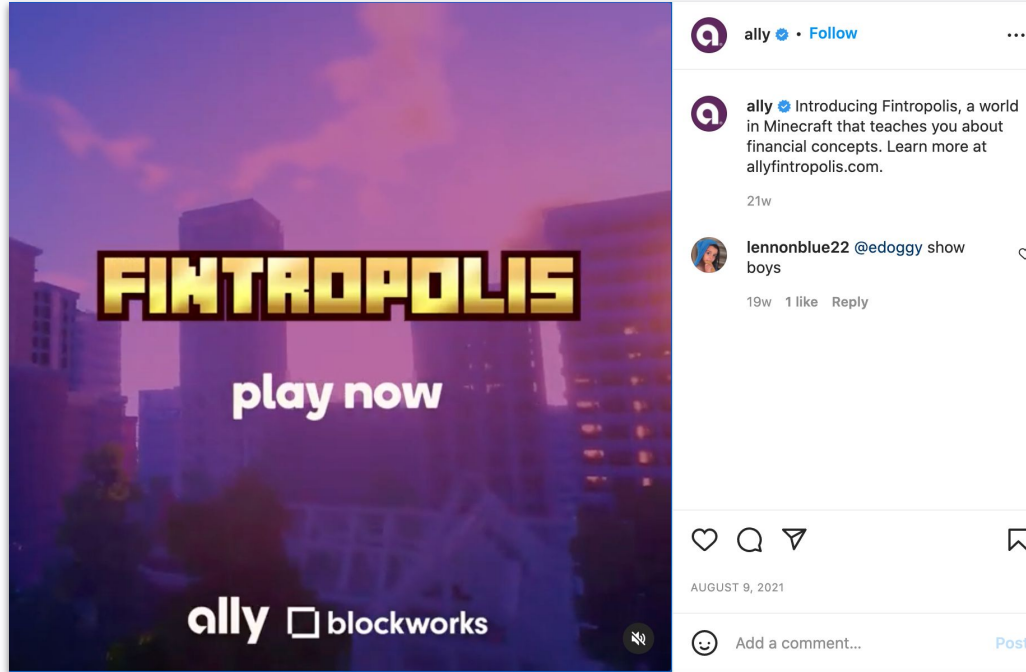 FINTROPOLIS
play now
ally blockworks
ally • Follow
ally Introducing Fintropolis, a world
in Minecraft that teaches you about
financial concepts. Learn more at
allyfintropolis.com.
21w
lennonblue22 @edoggy show
boys
19w 1 like Reply
AUGUST 9, 2021
Add a comment...
Post